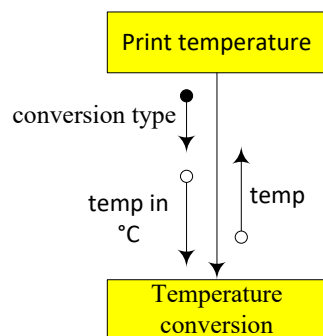 Print temperature
conversion type
temp in
°C
temp
Temperature
conversion